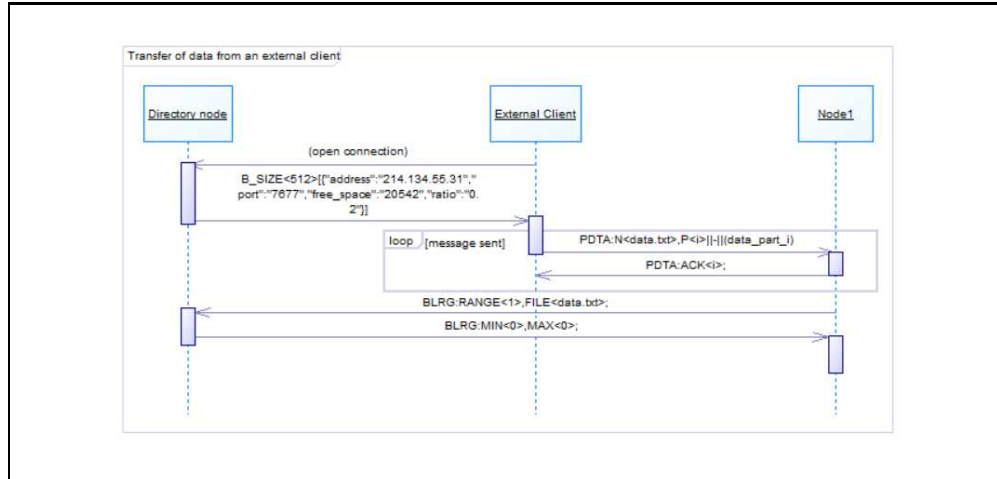 Transfer of data from an external client
Directory node
External Client
Node1
(open connection)
B_SIZE<512>[{"address":"214.134.55.31","
port":"7677","free_space":"20542","ratio":"0.
2"}]
loop
[message sent]
PDTA:N<data.txt>,P<i>||-||(data_part_i)
PDTA:ACK<i>;
BLRG:RANGE<1>,FILE<data.txt>;
BLRG:MIN<0>,MAX<0>;